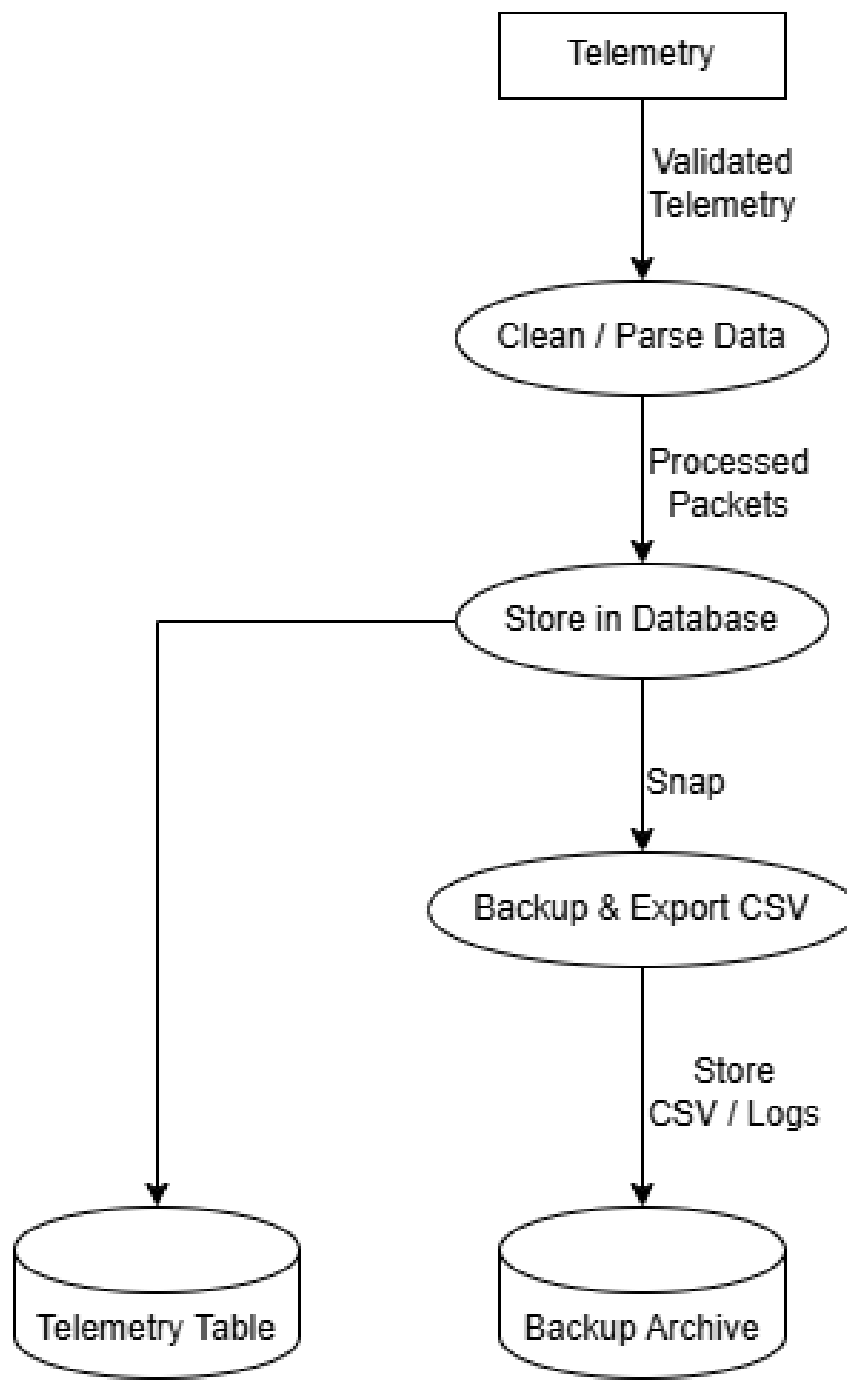 Telemetry
Validated
Telemetry
Clean / Parse Data
Processed
Packets
Store in Database
Snap
Backup & Export CSV
Store
CSV / Logs
Telemetry Table
Backup Archive